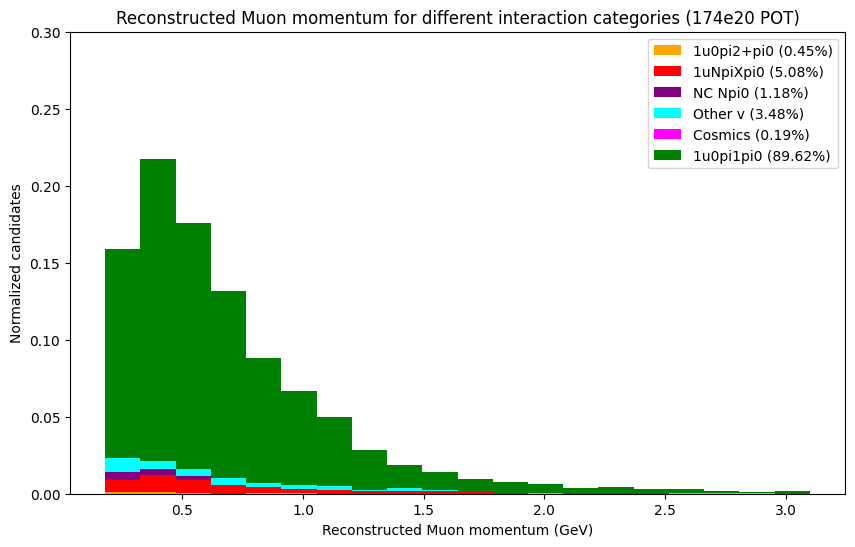 Reconstructed Muon momentum for different interaction categories (174e20 POT)
1u0pi2+pi0 (0.45%)
1uNpiXpi0 (5.08%)
NC Npi0 (1.18%)
Other v (3.48%)
Cosmics (0.19%)
1u0pi1pi0 (89.62%)
Normalized candidates
0.30
0.25
0.20
0.15
0.10
0.05
0.00
0.5
1.0
1.5
2.0
2.5
3.0
Reconstructed Muon momentum (GeV)